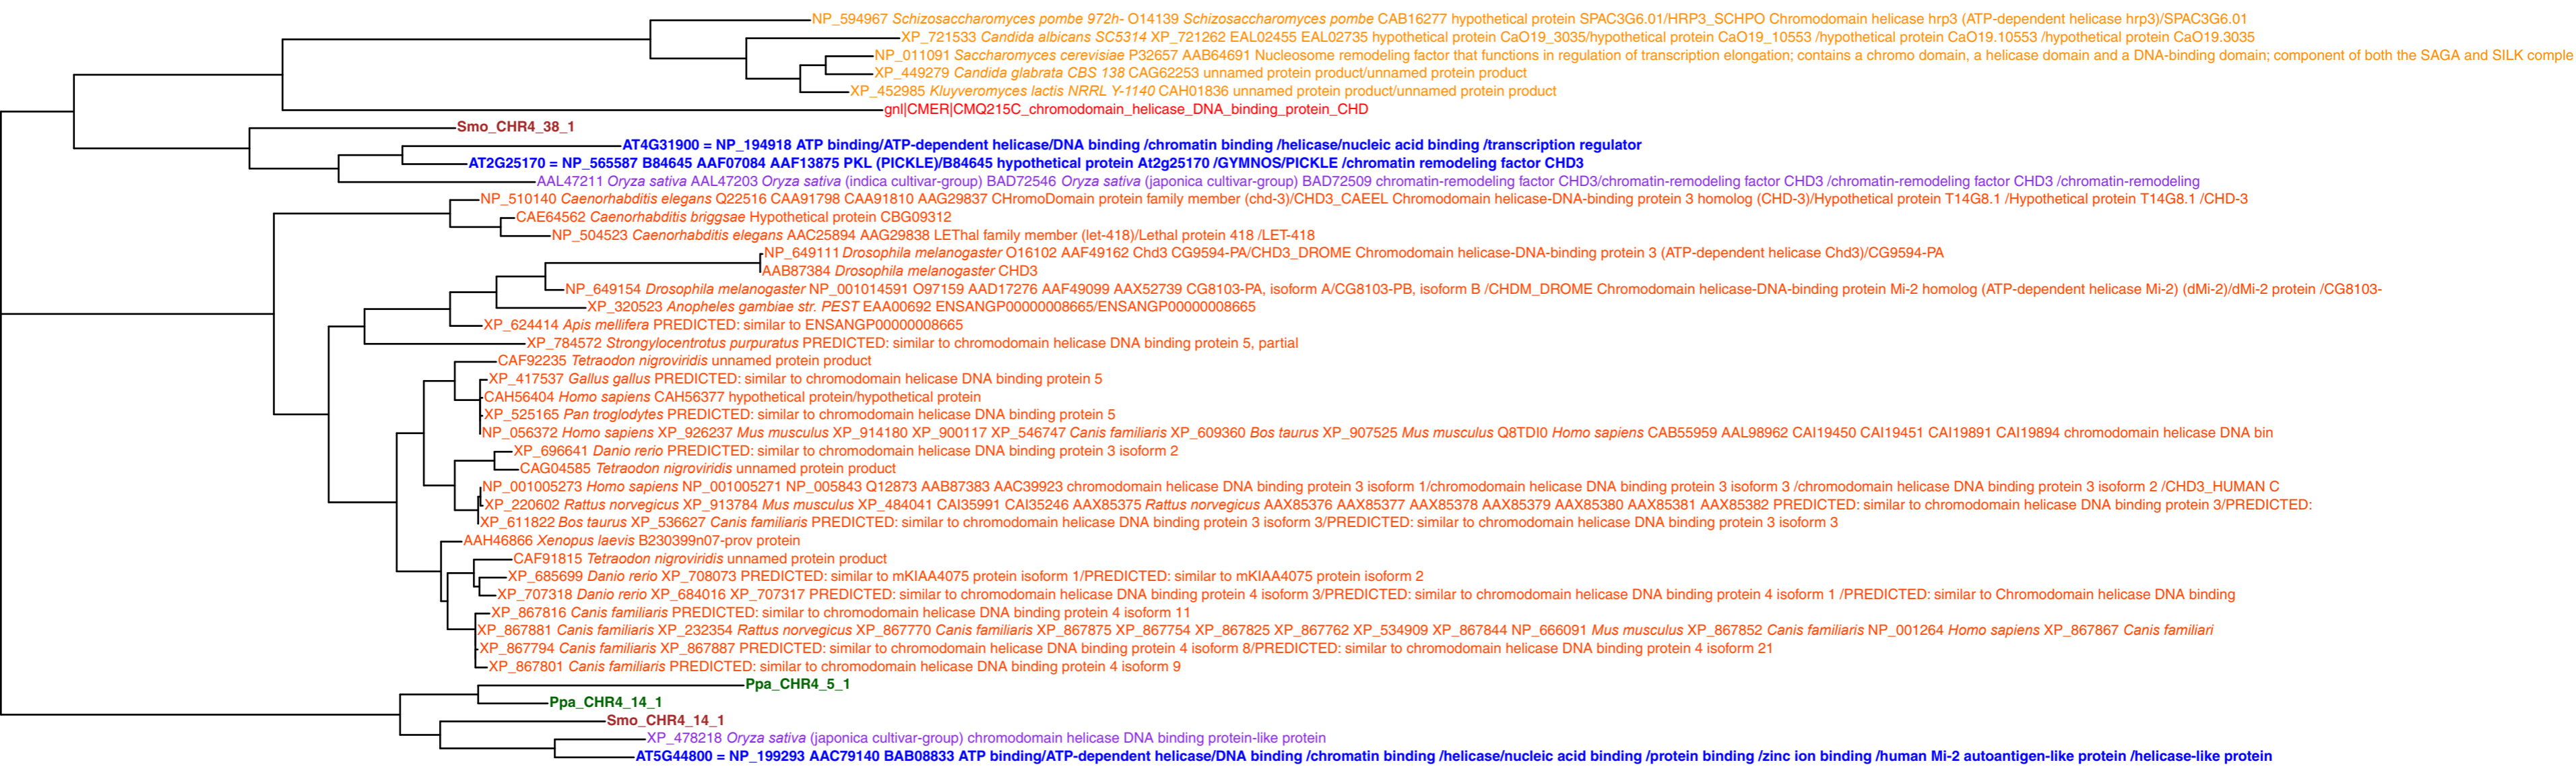 NP_594967 Schizosaccharomyces pombe 972h- O14139 Schizosaccharomyces pombe CAB16277 hypothetical protein SPAC3G6.01/HRP3_SCHPO Chromodomain helicase hrp3 (ATP-dependent helicase hrp3)/SPAC3G6.01
XP_721533 Candida albicans SC5314 XP_721262 EAL02455 EAL02735 hypothetical protein CaO19_3035/hypothetical protein CaO19_10553 /hypothetical protein CaO19.10553 /hypothetical protein CaO19.3035
NP_011091 Saccharomyces cerevisiae P32657 AAB64691 Nucleosome remodeling factor that functions in regulation of transcription elongation; contains a chromo domain, a helicase domain and a DNA-binding domain; component of both the SAGA and SILK comple
XP_449279 Candida glabrata CBS 138 CAG62253 unnamed protein product/unnamed protein product
XP_452985 Kluyveromyces lactis NRRL Y-1140 CAH01836 unnamed protein product/unnamed protein product
gnl|CMER|CMQ215C_chromodomain_helicase_DNA_binding_protein_CHD
Smo_CHR4_38_1
AT4G31900 = NP_194918 ATP binding/ATP-dependent helicase/DNA binding /chromatin binding /helicase/nucleic acid binding /transcription regulator
AT2G25170 = NP_565587 B84645 AAF07084 AAF13875 PKL (PICKLE)/B84645 hypothetical protein At2g25170 /GYMNOS/PICKLE /chromatin remodeling factor CHD3
AAL47211 Oryza sativa AAL47203 Oryza sativa (indica cultivar-group) BAD72546 Oryza sativa (japonica cultivar-group) BAD72509 chromatin-remodeling factor CHD3/chromatin-remodeling factor CHD3 /chromatin-remodeling factor CHD3 /chromatin-remodeling
NP_510140 Caenorhabditis elegans Q22516 CAA91798 CAA91810 AAG29837 CHromoDomain protein family member (chd-3)/CHD3_CAEEL Chromodomain helicase-DNA-binding protein 3 homolog (CHD-3)/Hypothetical protein T14G8.1 /Hypothetical protein T14G8.1 /CHD-3
CAE64562 Caenorhabditis briggsae Hypothetical protein CBG09312
NP_504523 Caenorhabditis elegans AAC25894 AAG29838 LEThal family member (let-418)/Lethal protein 418 /LET-418
NP_649111 Drosophila melanogaster O16102 AAF49162 Chd3 CG9594-PA/CHD3_DROME Chromodomain helicase-DNA-binding protein 3 (ATP-dependent helicase Chd3)/CG9594-PA
AAB87384 Drosophila melanogaster CHD3
NP_649154 Drosophila melanogaster NP_001014591 O97159 AAD17276 AAF49099 AAX52739 CG8103-PA, isoform A/CG8103-PB, isoform B /CHDM_DROME Chromodomain helicase-DNA-binding protein Mi-2 homolog (ATP-dependent helicase Mi-2) (dMi-2)/dMi-2 protein /CG8103-
XP_320523 Anopheles gambiae str. PEST EAA00692 ENSANGP00000008665/ENSANGP00000008665
XP_624414 Apis mellifera PREDICTED: similar to ENSANGP00000008665
XP_784572 Strongylocentrotus purpuratus PREDICTED: similar to chromodomain helicase DNA binding protein 5, partial
CAF92235 Tetraodon nigroviridis unnamed protein product
XP_417537 Gallus gallus PREDICTED: similar to chromodomain helicase DNA binding protein 5
CAH56404 Homo sapiens CAH56377 hypothetical protein/hypothetical protein
XP_525165 Pan troglodytes PREDICTED: similar to chromodomain helicase DNA binding protein 5
NP_056372 Homo sapiens XP_926237 Mus musculus XP_914180 XP_900117 XP_546747 Canis familiaris XP_609360 Bos taurus XP_907525 Mus musculus Q8TDI0 Homo sapiens CAB55959 AAL98962 CAI19450 CAI19451 CAI19891 CAI19894 chromodomain helicase DNA bin
XP_696641 Danio rerio PREDICTED: similar to chromodomain helicase DNA binding protein 3 isoform 2
CAG04585 Tetraodon nigroviridis unnamed protein product
NP_001005273 Homo sapiens NP_001005271 NP_005843 Q12873 AAB87383 AAC39923 chromodomain helicase DNA binding protein 3 isoform 1/chromodomain helicase DNA binding protein 3 isoform 3 /chromodomain helicase DNA binding protein 3 isoform 2 /CHD3_HUMAN C
XP_220602 Rattus norvegicus XP_913784 Mus musculus XP_484041 CAI35991 CAI35246 AAX85375 Rattus norvegicus AAX85376 AAX85377 AAX85378 AAX85379 AAX85380 AAX85381 AAX85382 PREDICTED: similar to chromodomain helicase DNA binding protein 3/PREDICTED:
XP_611822 Bos taurus XP_536627 Canis familiaris PREDICTED: similar to chromodomain helicase DNA binding protein 3 isoform 3/PREDICTED: similar to chromodomain helicase DNA binding protein 3 isoform 3
AAH46866 Xenopus laevis B230399n07-prov protein
CAF91815 Tetraodon nigroviridis unnamed protein product
XP_685699 Danio rerio XP_708073 PREDICTED: similar to mKIAA4075 protein isoform 1/PREDICTED: similar to mKIAA4075 protein isoform 2
XP_707318 Danio rerio XP_684016 XP_707317 PREDICTED: similar to chromodomain helicase DNA binding protein 4 isoform 3/PREDICTED: similar to chromodomain helicase DNA binding protein 4 isoform 1 /PREDICTED: similar to Chromodomain helicase DNA binding
XP_867816 Canis familiaris PREDICTED: similar to chromodomain helicase DNA binding protein 4 isoform 11
XP_867881 Canis familiaris XP_232354 Rattus norvegicus XP_867770 Canis familiaris XP_867875 XP_867754 XP_867825 XP_867762 XP_534909 XP_867844 NP_666091 Mus musculus XP_867852 Canis familiaris NP_001264 Homo sapiens XP_867867 Canis familiari
XP_867794 Canis familiaris XP_867887 PREDICTED: similar to chromodomain helicase DNA binding protein 4 isoform 8/PREDICTED: similar to chromodomain helicase DNA binding protein 4 isoform 21
XP_867801 Canis familiaris PREDICTED: similar to chromodomain helicase DNA binding protein 4 isoform 9
Ppa_CHR4_5_1
Ppa_CHR4_14_1
Smo_CHR4_14_1
XP_478218 Oryza sativa (japonica cultivar-group) chromodomain helicase DNA binding protein-like protein
AT5G44800 = NP_199293 AAC79140 BAB08833 ATP binding/ATP-dependent helicase/DNA binding /chromatin binding /helicase/nucleic acid binding /protein binding /zinc ion binding /human Mi-2 autoantigen-like protein /helicase-like protein